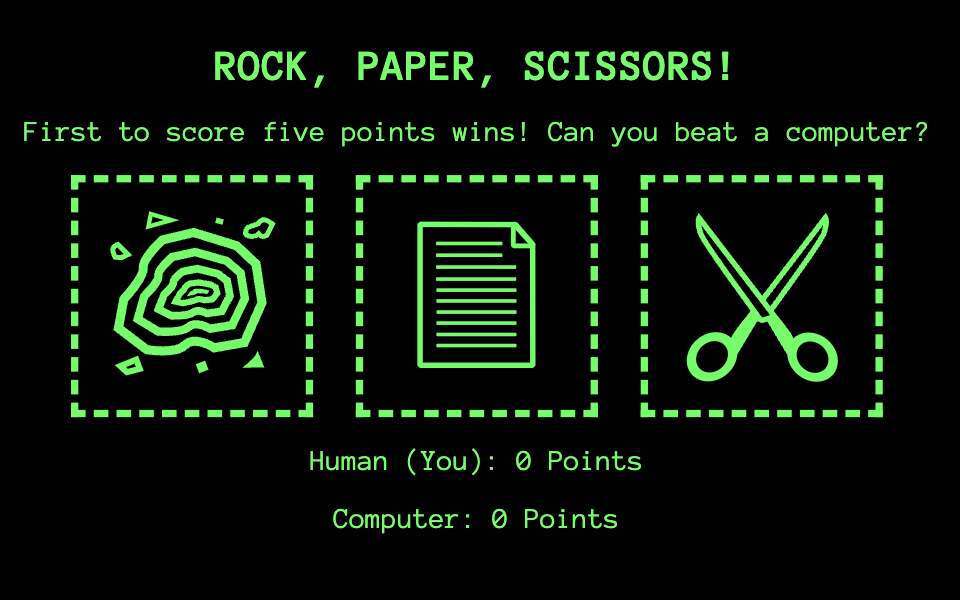 ROCK, PAPER, SCISSORS!
First to score five points wins! Can you beat a computer?
Human (You): 0 Points
Computer: 0 Points